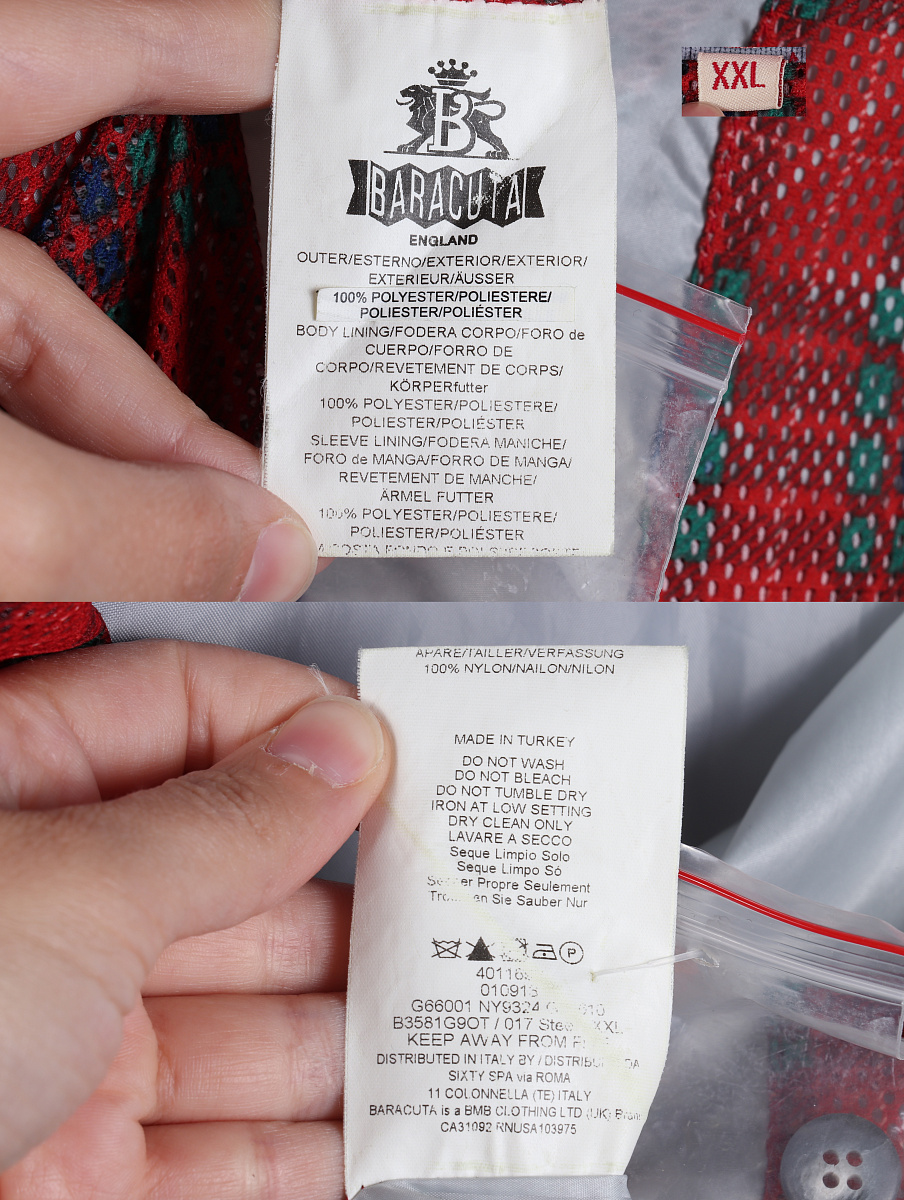 XXL
B
BARACUTA
ENGLAND
OUTER/ESTERNO/EXTERIOR/EXTERIOR/
EXTERIEUR/ÄUSSER
100% POLYESTER/POLIESTERE/
POLIESTER/POLIÉSTER
BODY LINING/FODERA CORPO/FORO de
CUERPO/FORRO DE
CORPO/REVETEMENT DE CORPS/
KÖRPERfutter
100% POLYESTER/POLIESTERE/
POLIESTER/POLIÉSTER
SLEEVE LINING/FODERA MANICHE/
FORO de MANGA/FORRO DE MANGA/
REVETEMENT DE MANCHE/
ÄRMEL FUTTER
100% POLYESTER/POLIESTERE/
POLIESTER/POLIÉSTER
APARE/TAILLER/VERFASSUNG
100% NYLON/NAILON/NILON
MADE IN TURKEY
DO NOT WASH
DO NOT BLEACH
DO NOT TUMBLE DRY
IRON AT LOW SETTING
DRY CLEAN ONLY
LAVARE A SECCO
Seque Limpio Solo
Seque Limpo Só
Propre Seulement
Sie Sauber Nur
P
G66001 NY9324
B3581G9OT / 017 XXL
KEEP AWAY FROM
DISTRIBUTED IN ITALY BY /
SIXTY SPA via ROMA
11 COLONNELLA (TE) ITALY
BARACUTA is a BMB CLOTHING LTD (UK)
CA31092 RNUSA103975